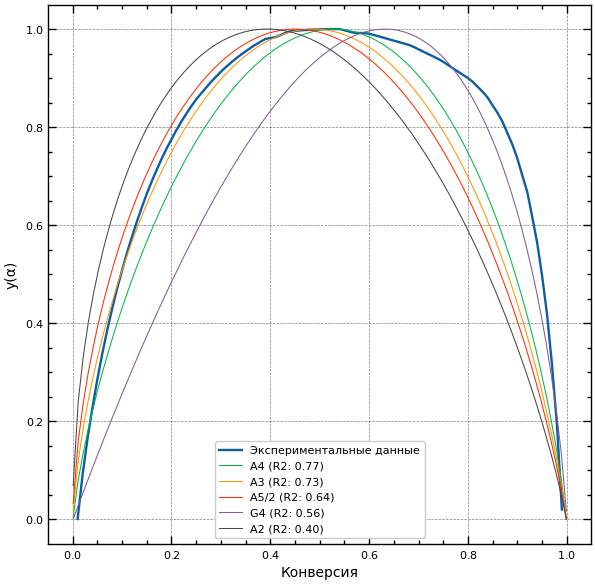 y(α)
1.0
0.8
0.6
0.4
0.2
0.0
Экспериментальные данные
A4 (R2: 0.77)
A3 (R2: 0.73)
A5/2 (R2: 0.64)
G4 (R2: 0.56)
A2 (R2: 0.40)
0.0 0.2 0.4 0.6 0.8 1.0
Конверсия